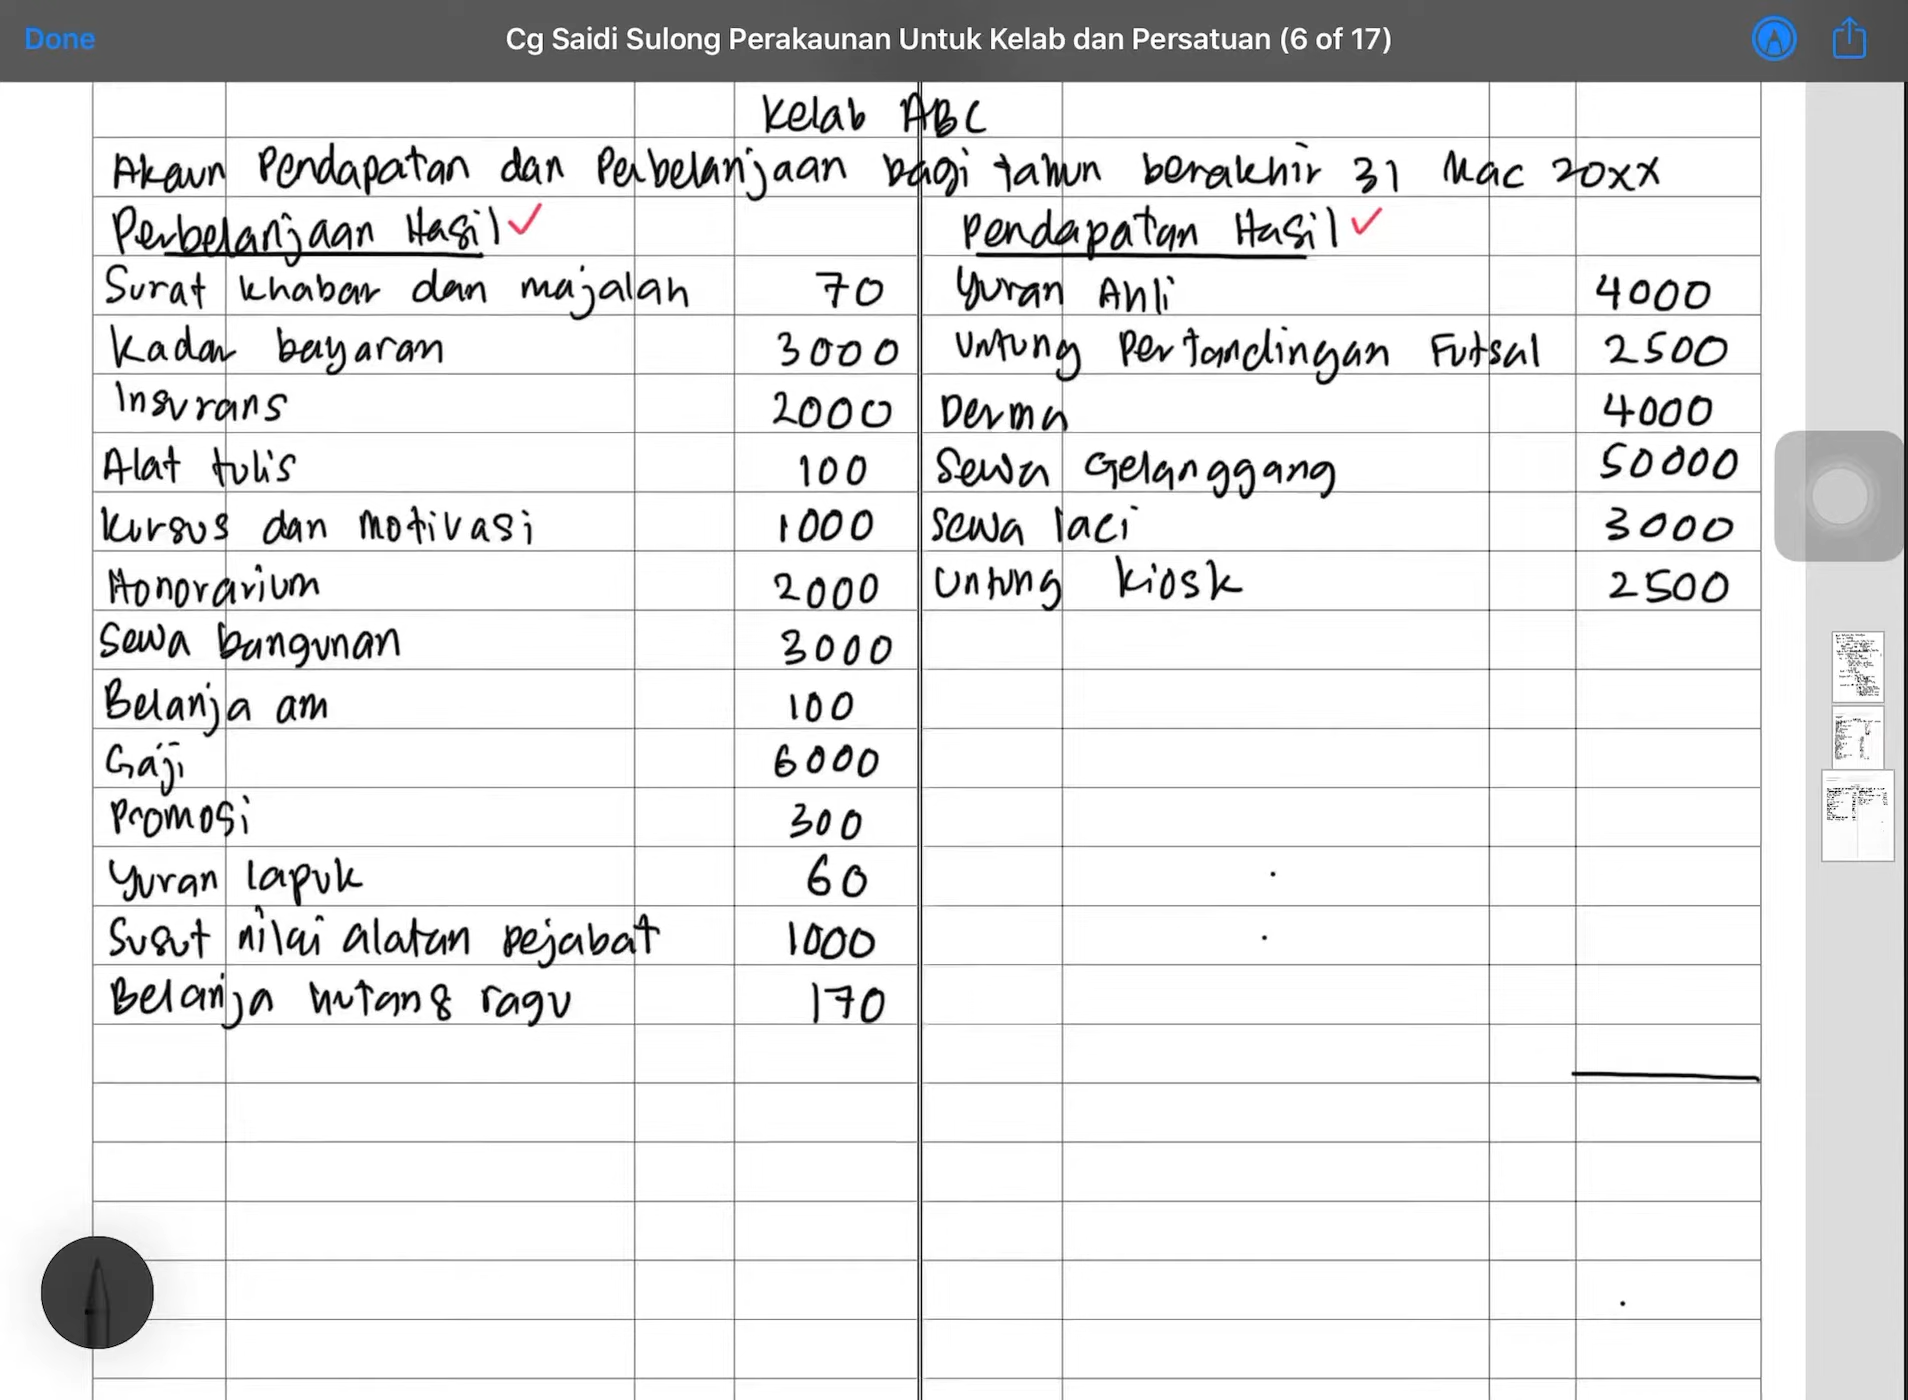 Done
Cg Saidi Sulong Perakaunan Untuk Kelab dan Persatuan (6 of 17)
Kelab ABC
Akaun Pendapatan dan Perbelanjaan bagi tahun berakhir 31 Mac 20xx
Perbelanjaan Hasil ✓ Pendapatan Hasil ✓
Surat khabar dan majalah 70 Yuran Ahli 4000
Kadar bayaran 3000 Untung Pertandingan Futsal 2500
Insurans 2000 Derma 4000
Alat tulis 100 Sewa Gelanggang 50000
Kursus dan motivasi 1000 Sewa laci 3000
Honorarium 2000 Untung kiosk 2500
Sewa bangunan 3000
Belanja am 100
Gaji 6000
Promosi 300
Yuran lapuk 60
Susut nilai alatan pejabat 1000
Belanja hutang ragu 170